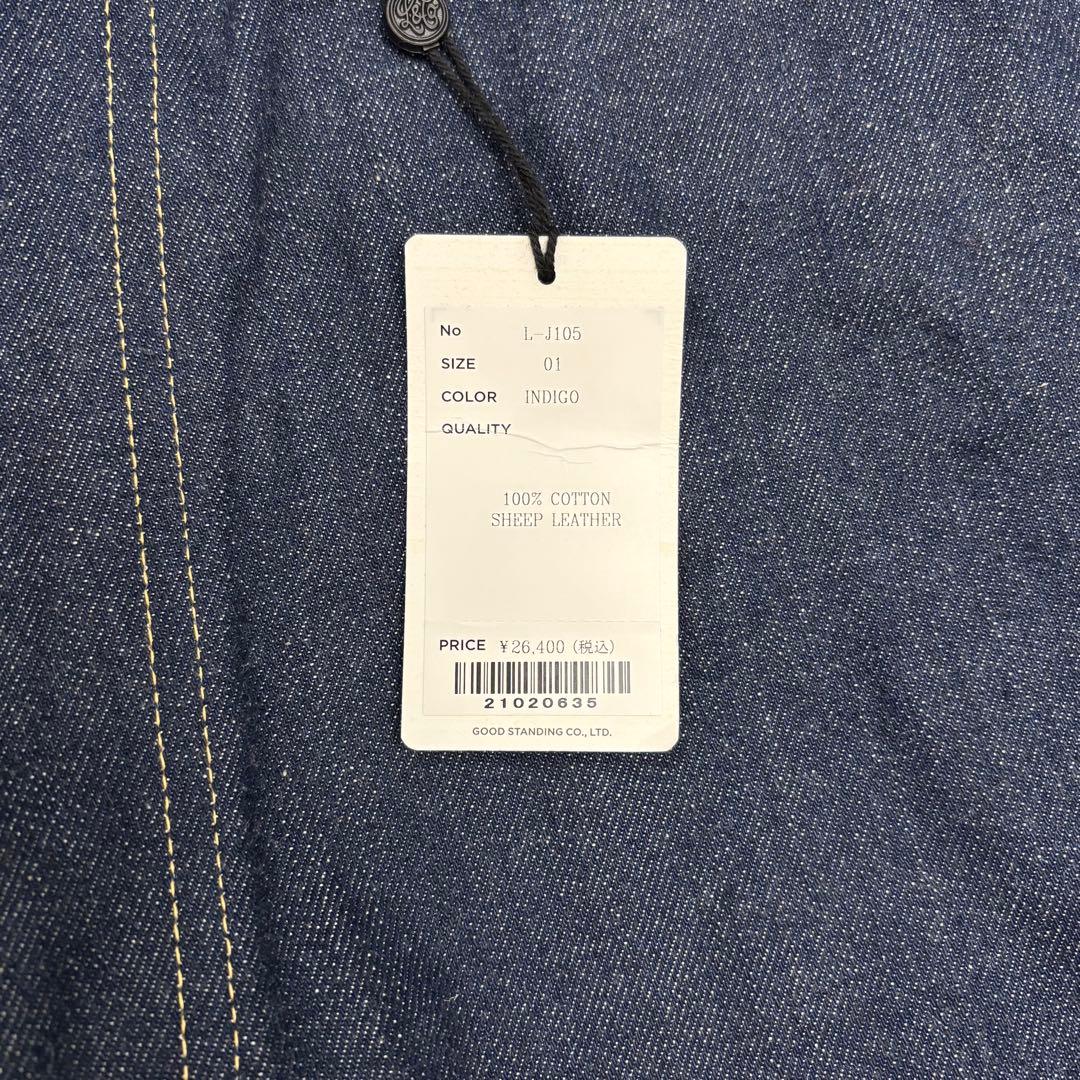 No L-J105
SIZE 01
COLOR INDIGO
QUALITY
100% COTTON
SHEEP LEATHER
PRICE ¥26,400 (税込)
21020635
GOOD STANDING CO., LTD.